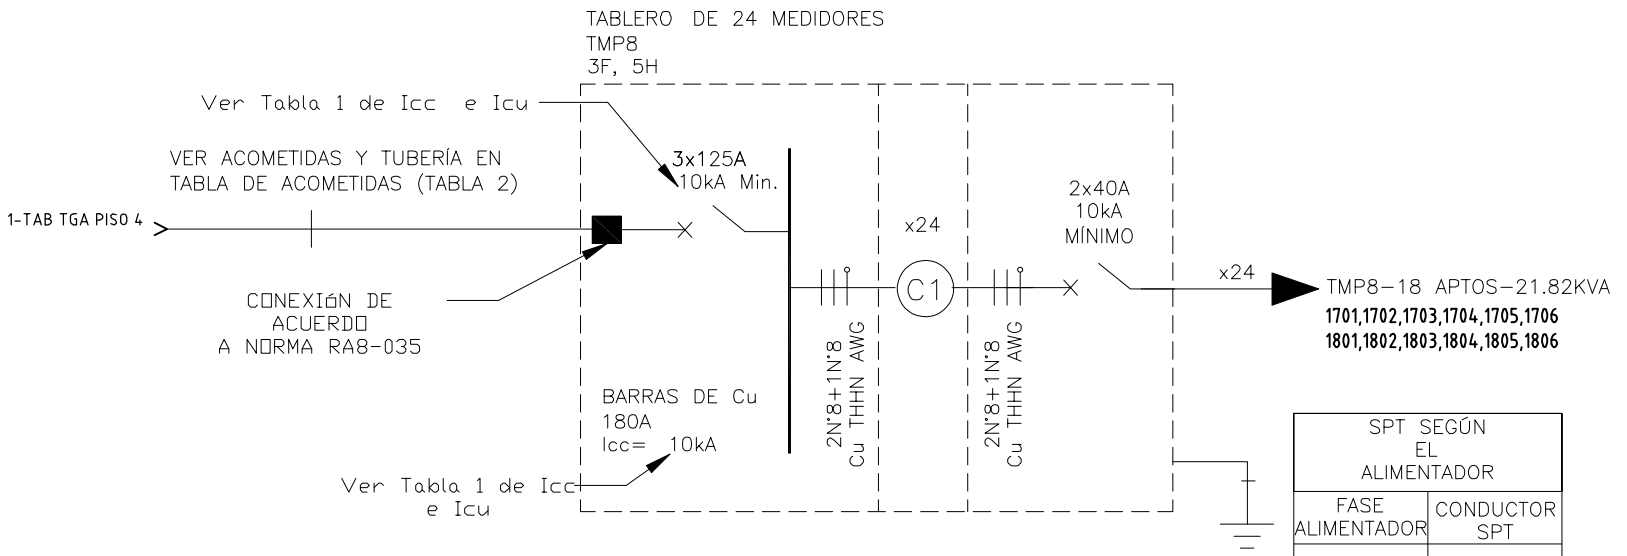 TABLERO DE 24 MEDIDORES
TMP8
3F, 5H
Ver Tabla 1 de Icc e Icu
VER ACOMETIDAS Y TUBERÍA EN
TABLA DE ACOMETIDAS (TABLA 2)
1-TAB TGA PISO 4
3x125A
10kA Min.
CONEXIóN DE
ACUERDO
A NORMA RA8-035
BARRAS DE Cu
180A
Icc= 10kA
Ver Tabla 1 de Icc
e Icu
2N°8+1N°8
Cu THHN AWG
x24
C1
2N°8+1N°8
Cu THHN AWG
2x40A
10kA
MÍNIMO
x24
TMP8-18 APTOS-21.82KVA
1701,1702,1703,1704,1705,1706
1801,1802,1803,1804,1805,1806
SPT SEGÚN
EL
ALIMENTADOR
FASE
ALIMENTADOR
CONDUCTOR
SPT